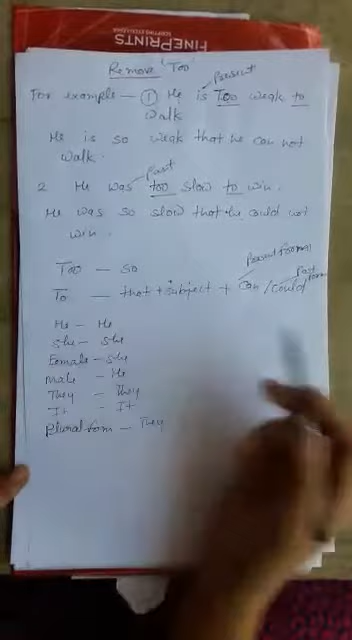 FINEPRINTS
Remove 'Too'
Present
For example — ① He is Too weak to
walk
He is so weak that he can not
walk.
Past
2 He was too slow to win.
He was so slow that he could not
win.
Too — so
Present form
Past form
To — that + subject + Can / Could
He — He
She — She
Female — she
Male — He
They — They
It — It
Plural form — They